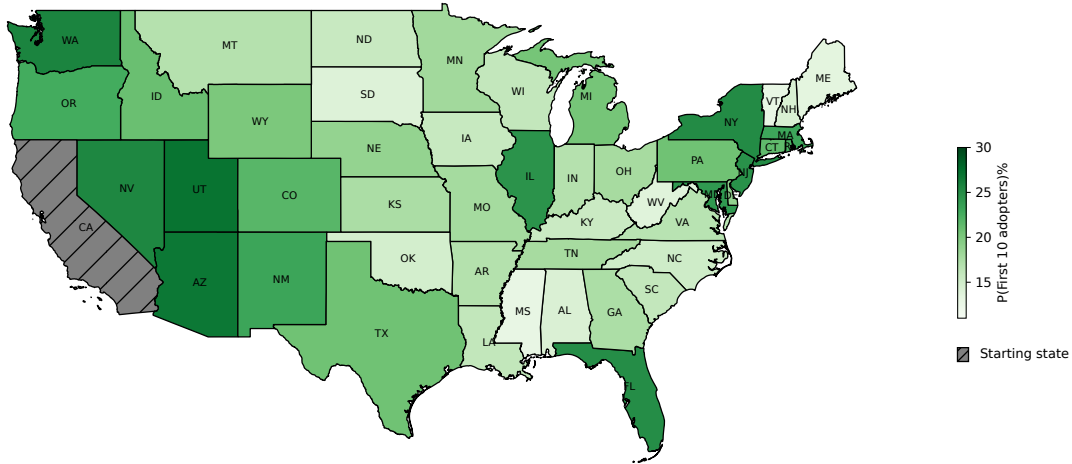 WA
MT
ND
MN
ME
OR
ID
SD
WI
MI
VT
NH
WY
NY
MA
IA
CT
NE
PA
NV
UT
CO
IL
IN
OH
NJ
MD
DE
KS
MO
WV
KY
VA
CA
AZ
NM
OK
AR
TN
NC
SC
TX
LA
MS
AL
GA
FL
30
25
20
15
P(First 10 adopters)%
Starting state